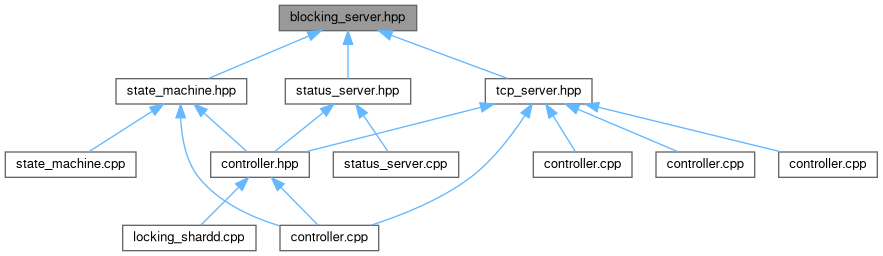 blocking_server.hpp
state_machine.hpp
status_server.hpp
tcp_server.hpp
state_machine.cpp
controller.hpp
status_server.cpp
controller.cpp
controller.cpp
controller.cpp
locking_shardd.cpp
controller.cpp